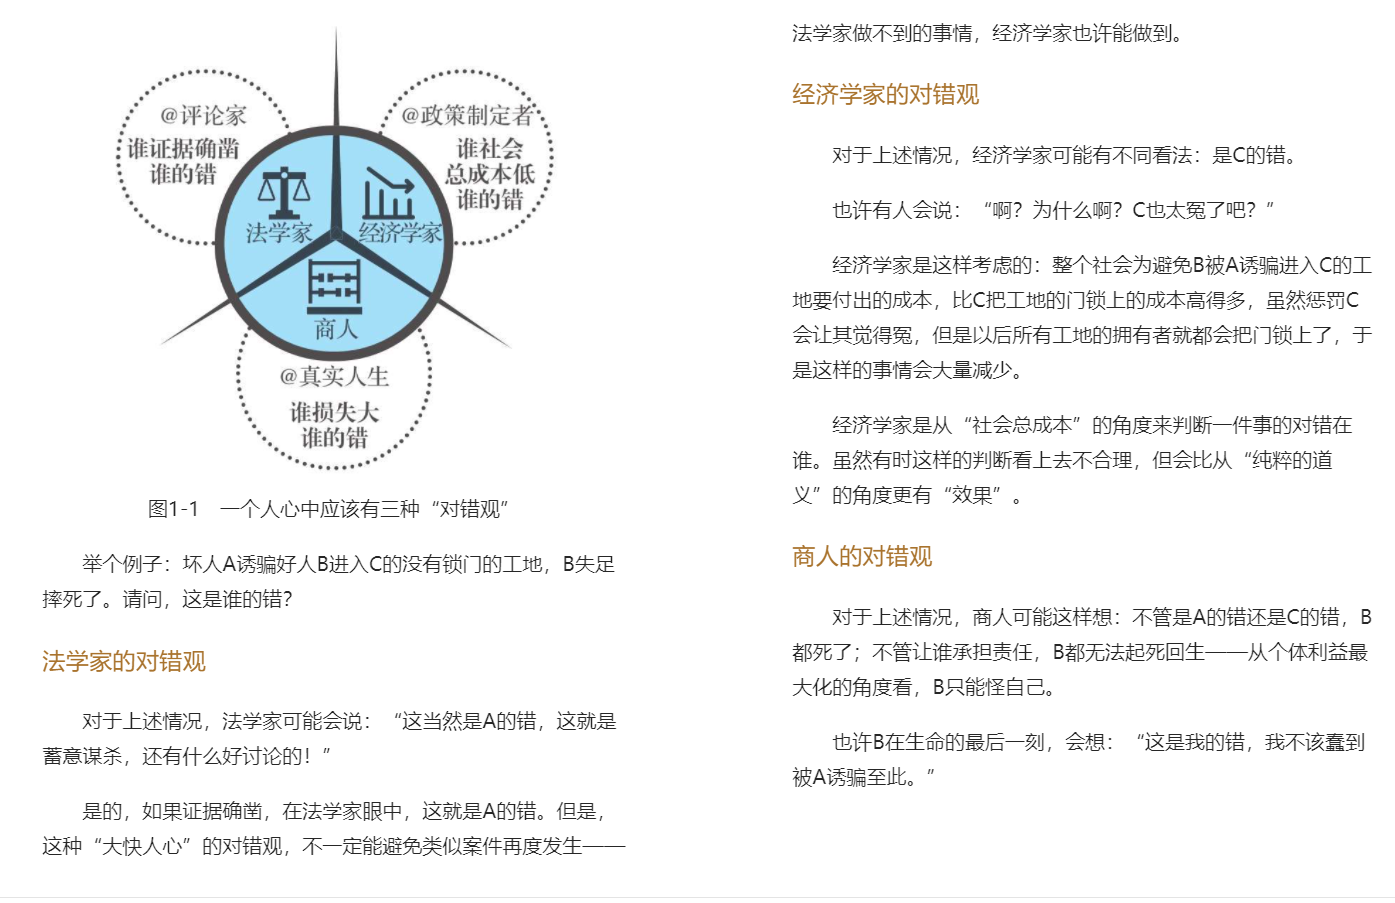 @评论家
谁证据确凿
谁的错
@政策制定者
谁社会
总成本低
谁的错
法学家
经济学家
商人
@真实人生
谁损失大
谁的错
图1-1 一个人心中应该有三种“对错观”
举个例子：坏人A诱骗好人B进入C的没有锁门的工地，B失足
摔死了。请问，这是谁的错？
法学家的对错观
对于上述情况，法学家可能会说：“这当然是A的错，这就是
蓄意谋杀，还有什么好讨论的！”
是的，如果证据确凿，在法学家眼中，这就是A的错。但是，
这种“大快人心”的对错观，不一定能避免类似案件再度发生——
法学家做不到的事情，经济学家也许能做到。
经济学家的对错观
对于上述情况，经济学家可能有不同看法：是C的错。
也许有人会说：“啊？为什么啊？C也太冤了吧？”
经济学家是这样考虑的：整个社会为避免B被A诱骗进入C的工
地要付出的成本，比C把工地的门锁上的成本高得多，虽然惩罚C
会让其觉得冤，但是以后所有工地的拥有者就都会把门锁上了，于
是这样的事情会大量减少。
经济学家是从“社会总成本”的角度来判断一件事的对错在
谁。虽然有时这样的判断看上去不合理，但会比从“纯粹的道
义”的角度更有“效果”。
商人的对错观
对于上述情况，商人可能这样想：不管是A的错还是C的错，B
都死了；不管让谁承担责任，B都无法起死回生——从个体利益最
大化的角度看，B只能怪自己。
也许B在生命的最后一刻，会想：“这是我的错，我不该蠢到
被A诱骗至此。”